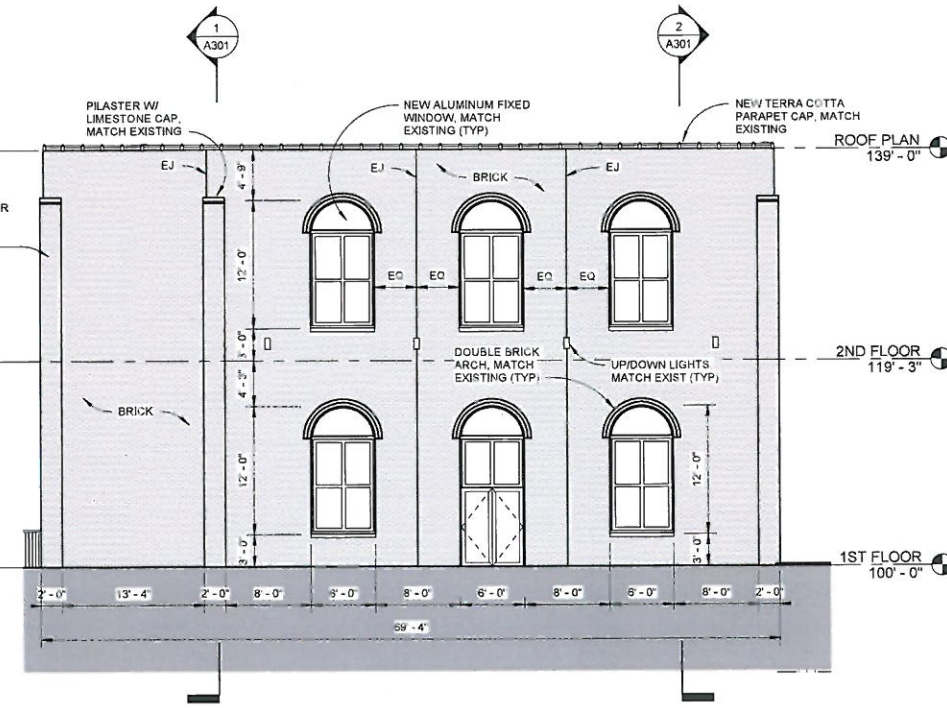 1
A301
2
A301
PILASTER W/
LIMESTONE CAP,
MATCH EXISTING
NEW ALUMINUM FIXED
WINDOW, MATCH
EXISTING (TYP)
NEW TERRA COTTA
PARAPET CAP, MATCH
EXISTING
ROOF PLAN
139' - 0"
EJ
4' - 9"
EJ
BRICK
EJ
R
12' - 0"
EQ
EQ
EQ
EQ
3' - 0"
DOUBLE BRICK
ARCH, MATCH
EXISTING (TYP)
UP/DOWN LIGHTS
MATCH EXIST (TYP)
2ND FLOOR
119' - 3"
4' - 3"
BRICK
12' - 0"
12' - 0"
3' - 0"
3' - 0"
1ST FLOOR
100' - 0"
2' - 0"
13' - 4"
2' - 0"
8' - 0"
6' - 0"
8' - 0"
6' - 0"
8' - 0"
6' - 0"
8' - 0"
2' - 0"
69' - 4"